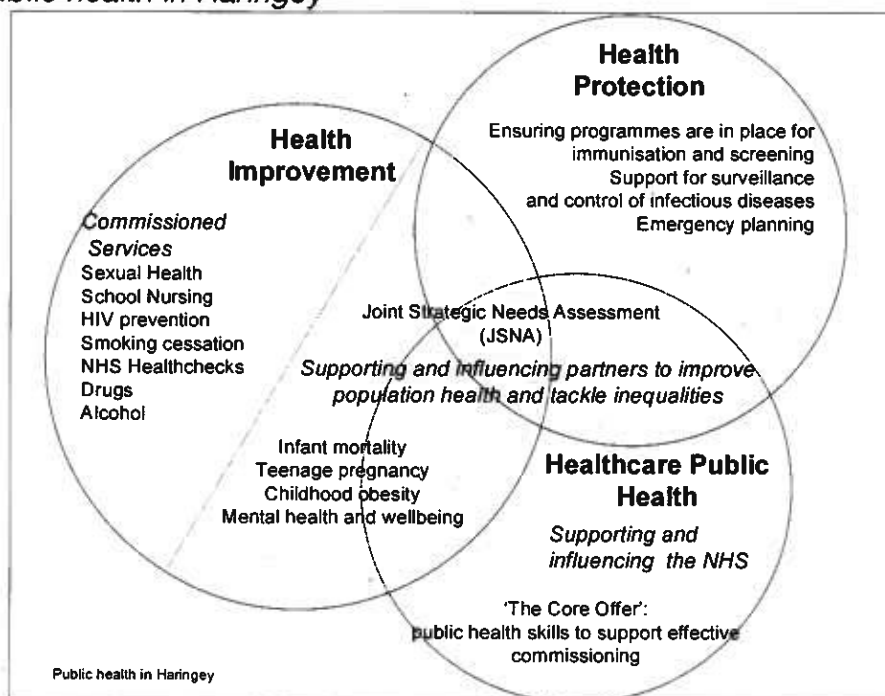 public health in Haringey
Health
Protection
Ensuring programmes are in place for
immunisation and screening
Support for surveillance
and control of infectious diseases
Emergency planning
Health
Improvement
Commissioned
Services
Sexual Health
School Nursing
HIV prevention
Smoking cessation
NHS Healthchecks
Drugs
Alcohol
Joint Strategic Needs Assessment
(JSNA)
Supporting and influencing partners to improve
population health and tackle inequalities
Infant mortality
Teenage pregnancy
Childhood obesity
Mental health and wellbeing
Healthcare Public
Health
Supporting and
influencing the NHS
'The Core Offer':
public health skills to support effective
commissioning
Public health in Haringey